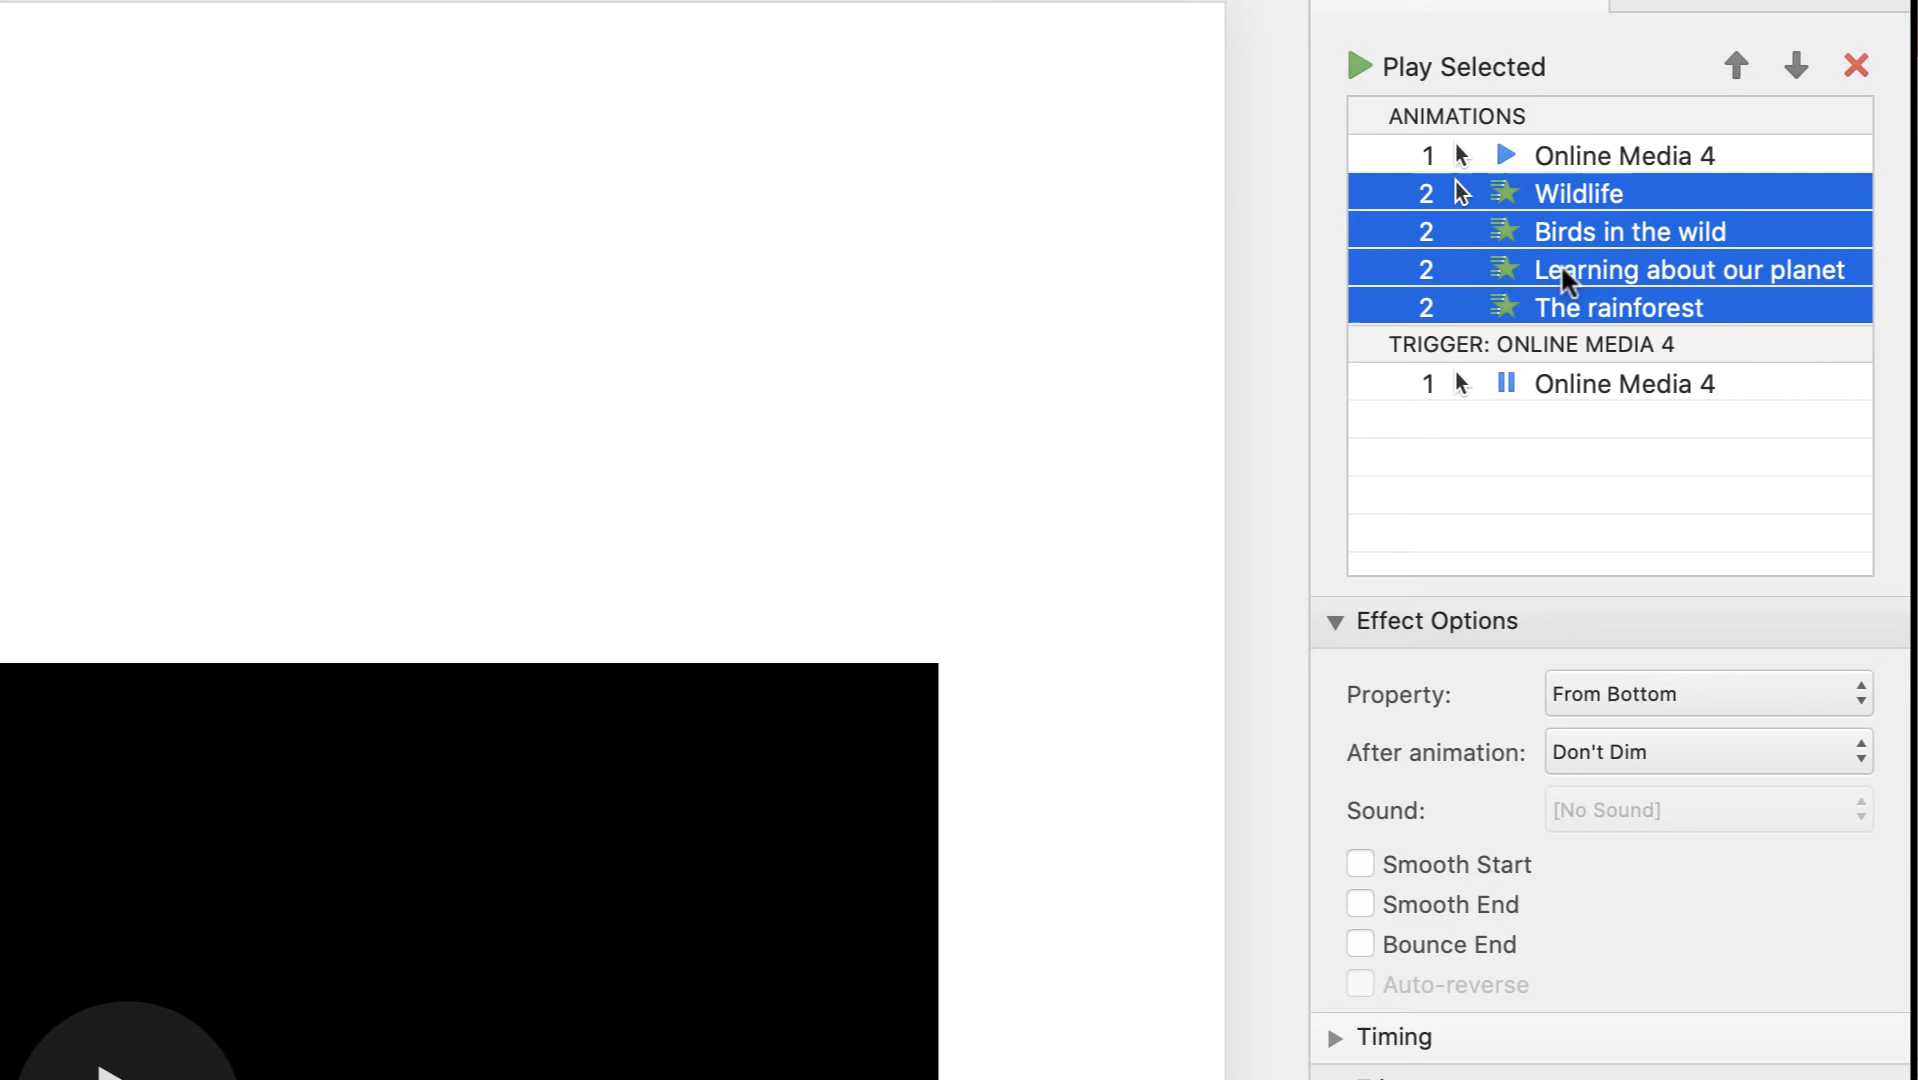 Play Selected
ANIMATIONS
1 Online Media 4
2 Wildlife
2 Birds in the wild
2 Learning about our planet
2 The rainforest
TRIGGER: ONLINE MEDIA 4
1 Online Media 4
Effect Options
Property: From Bottom
After animation: Don't Dim
Sound: [No Sound]
Smooth Start
Smooth End
Bounce End
Auto-reverse
Timing